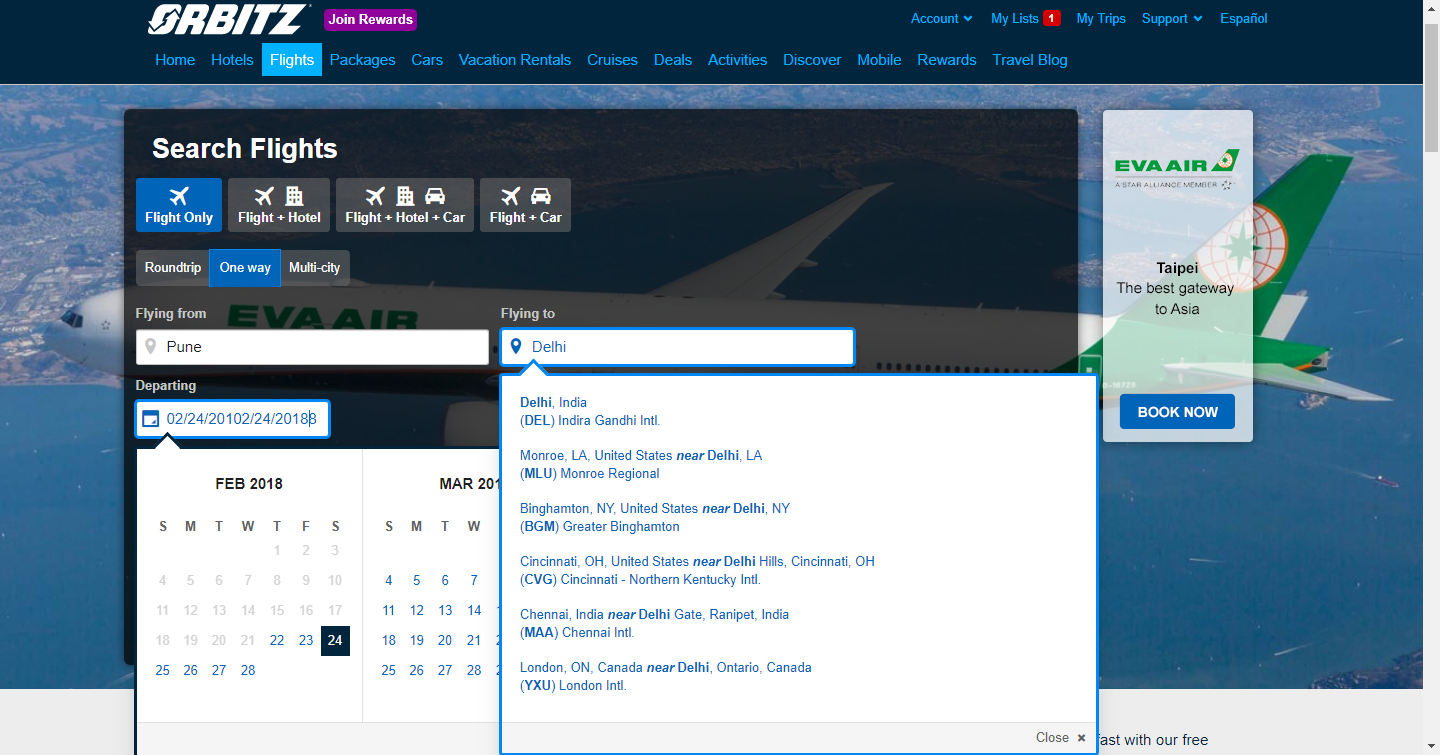 ORBITZ Join Rewards
Account My Lists 1 My Trips Support Español
Home Hotels Flights Packages Cars Vacation Rentals Cruises Deals Activities Discover Mobile Rewards Travel Blog
Search Flights
Flight Only Flight + Hotel Flight + Hotel + Car Flight + Car
Roundtrip One way Multi-city
Flying from
Pune
Flying to
Delhi
Departing
02/24/20102/24/20188
FEB 2018
S M T W T F S
1 2 3
4 5 6 7 8 9 10
11 12 13 14 15 16 17
18 19 20 21 22 23 24
25 26 27 28
MAR 201
S M T W
4 5 6 7
11 12 13 14
18 19 20 21
25 26 27 28
Delhi, India
(DEL) Indira Gandhi Intl.
Monroe, LA, United States near Delhi, LA
(MLU) Monroe Regional
Binghamton, NY, United States near Delhi, NY
(BGM) Greater Binghamton
Cincinnati, OH, United States near Delhi Hills, Cincinnati, OH
(CVG) Cincinnati - Northern Kentucky Intl.
Chennai, India near Delhi Gate, Ranipet, India
(MAA) Chennai Intl.
London, ON, Canada near Delhi, Ontario, Canada
(YXU) London Intl.
Close ×
EVA AIR
A STAR ALLIANCE MEMBER
Taipei
The best gateway
to Asia
BOOK NOW
EVA AIR
fast with our free